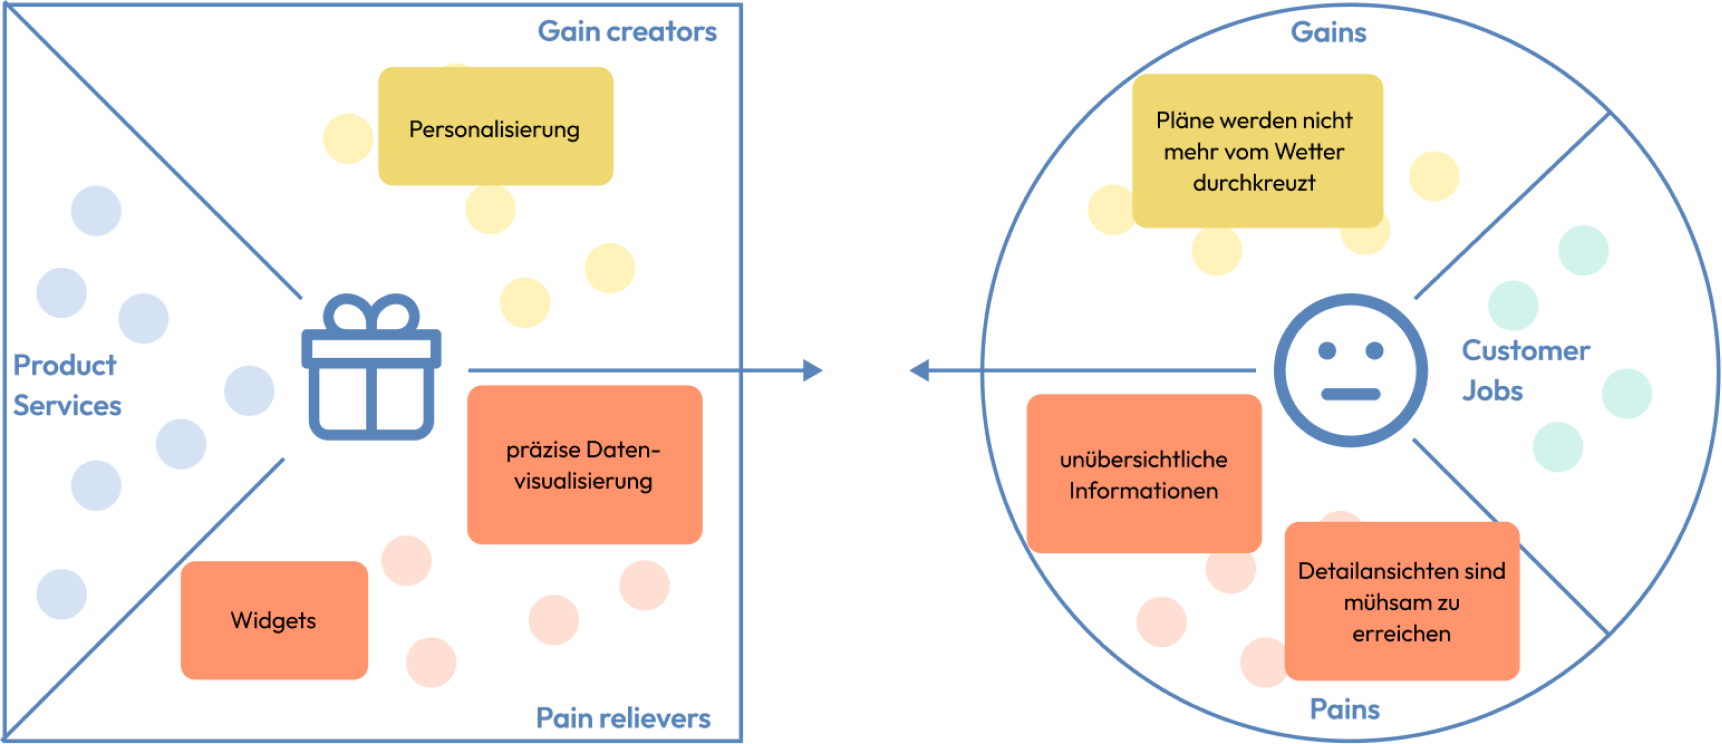 Gain creators
Personalisierung
Product
Services
präzise Daten-
visualisierung
Widgets
Pain relievers
Gains
Pläne werden nicht
mehr vom Wetter
durchkreuzt
Customer
Jobs
unübersichtliche
Informationen
Detailansichten sind
mühsam zu
erreichen
Pains